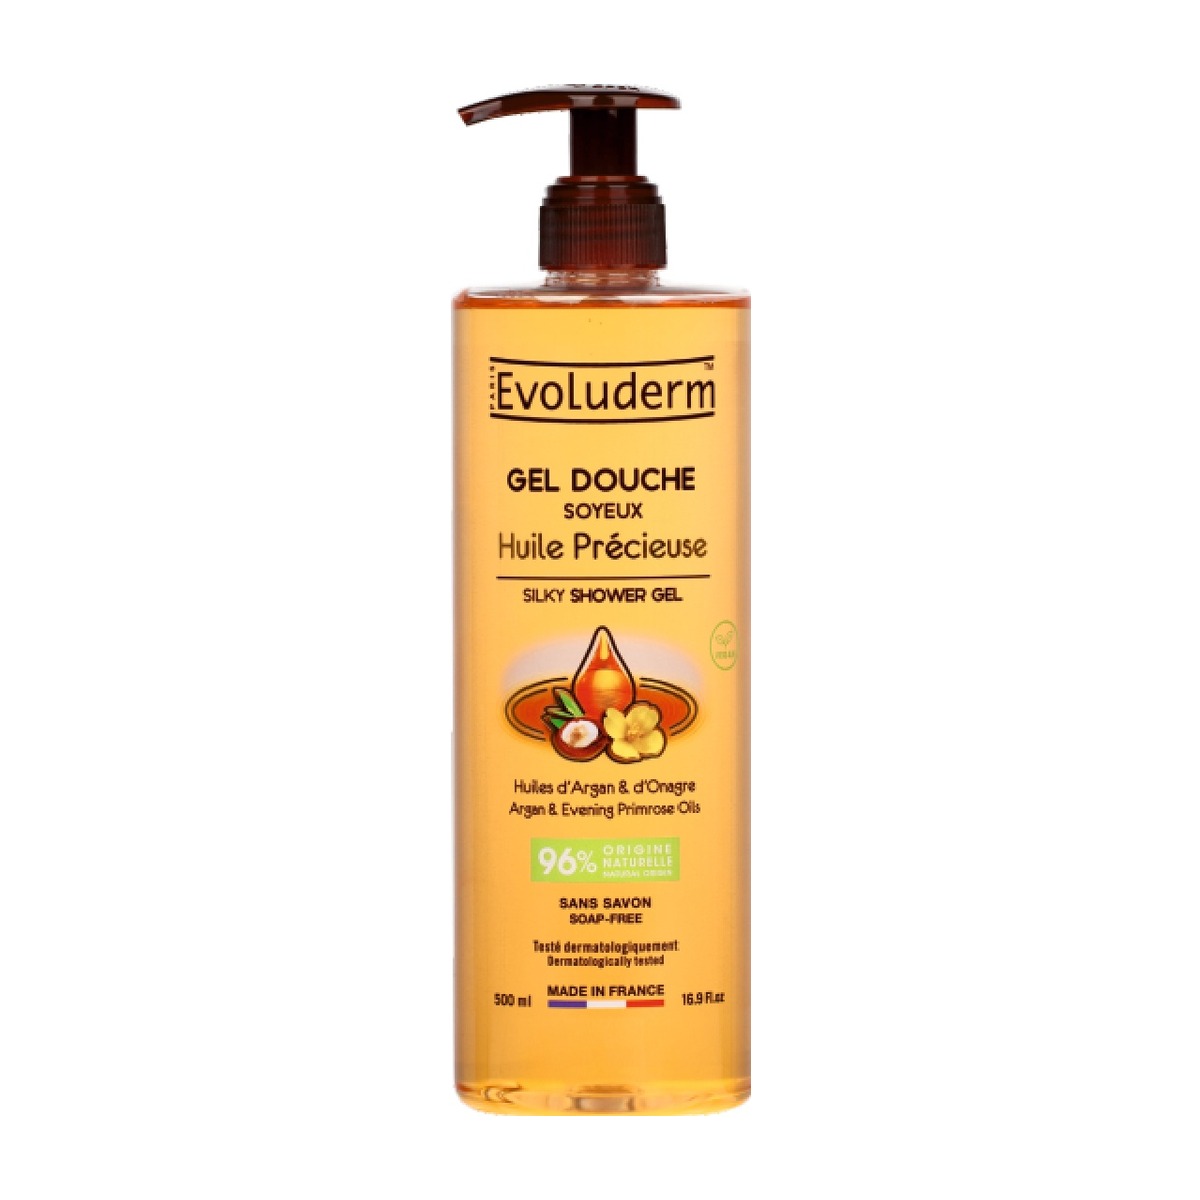 PARIS
Evoluderm™
GEL DOUCHE
SOYEUX
Huile Précieuse
SILKY SHOWER GEL
VEGAN
Huiles d'Argan & d'Onagre
Argan & Evening Primrose Oils
96% ORIGINE
NATURELLE
NATURAL ORIGIN
SANS SAVON
SOAP-FREE
Testé dermatologiquement
Dermatologically tested
MADE IN FRANCE
500 ml
16.9 Fl.oz